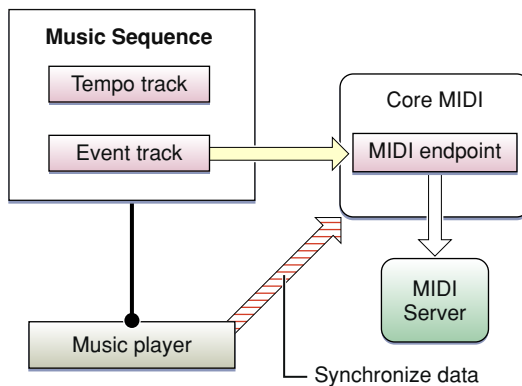 Music Sequence
Tempo track
Event track
Core MIDI
MIDI endpoint
MIDI
Server
Music player
Synchronize data